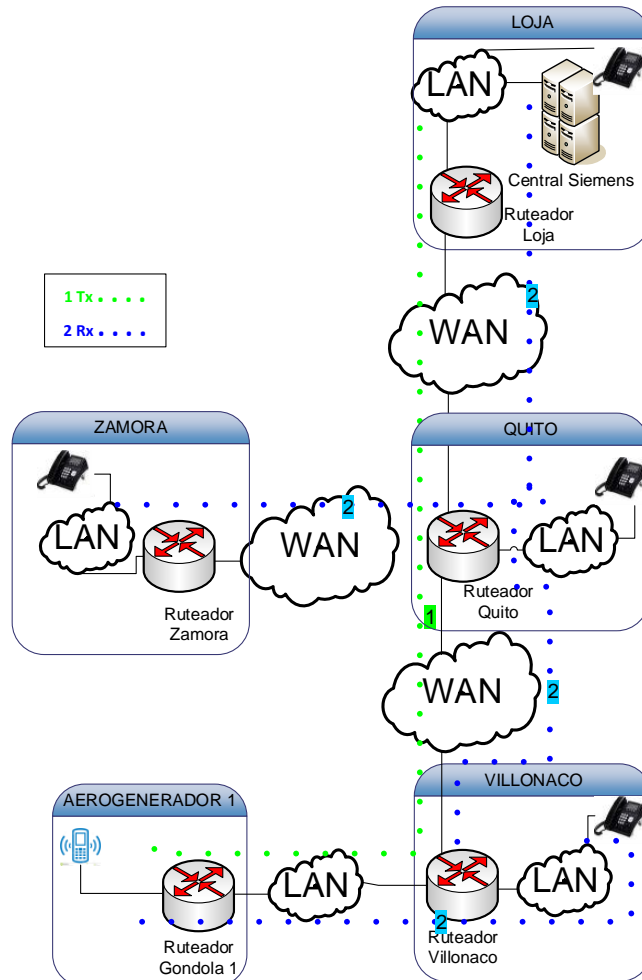 LOJA
LAN
Central Siemens
Ruteador
Loja
1 Tx
2 Rx
2
WAN
ZAMORA
QUITO
LAN
2
WAN
LAN
Ruteador
Zamora
Ruteador
Quito
1
WAN
2
AEROGENERADOR 1
VILLONACO
LAN
LAN
2
Ruteador
Gondola 1
Ruteador
Villonaco